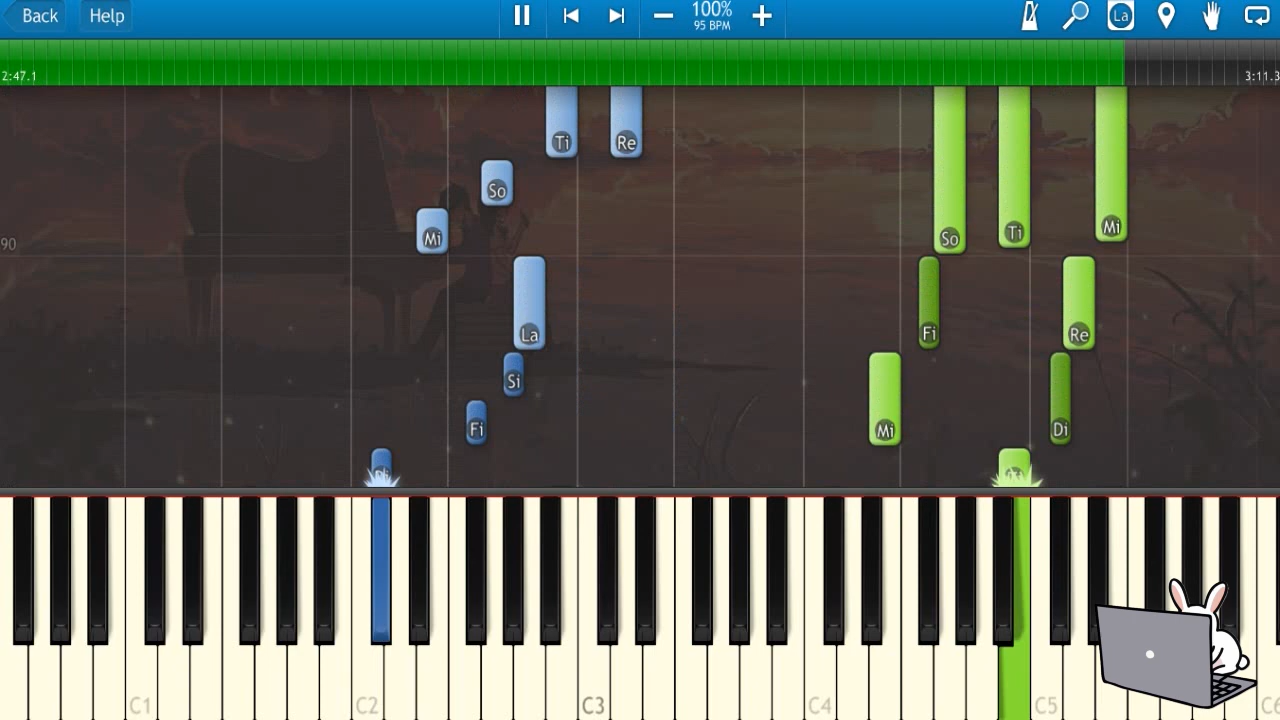 Back Help 100% La
95 BPM
2:47.1 3:11.3
Ti Re
So
Mi So Ti Mi
90
La Fi Re
Si
Fi Mi Di
C1 C2 C3 C4 C5 C6